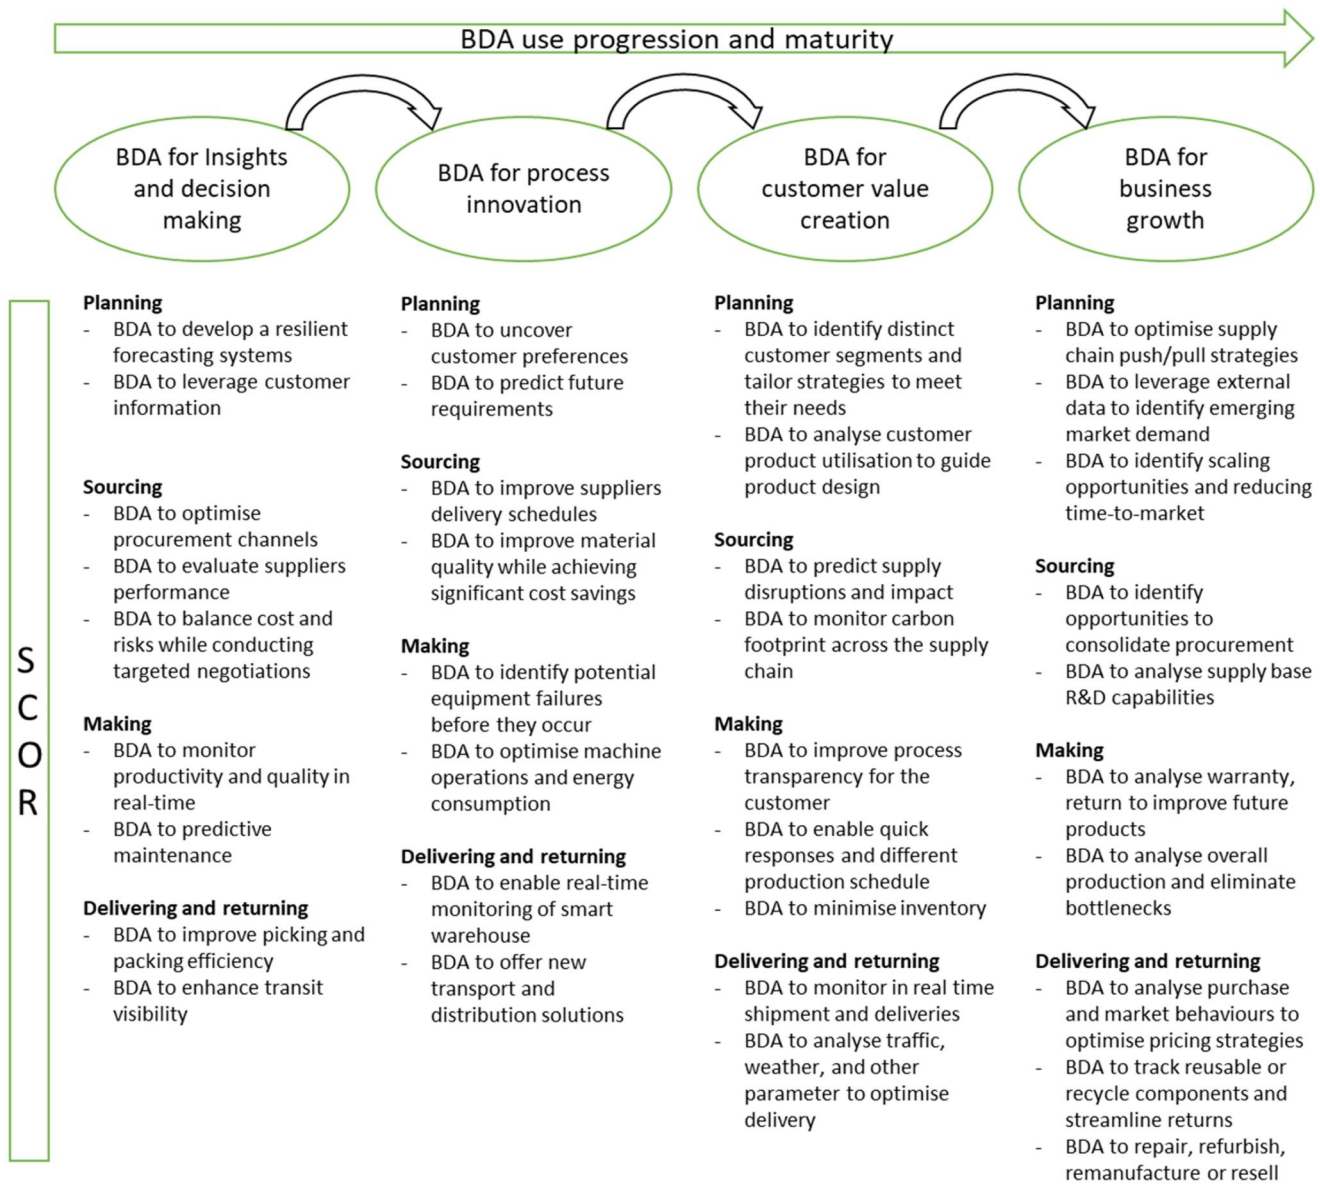 BDA use progression and maturity
BDA for Insights
and decision
making
BDA for process
innovation
BDA for
customer value
creation
BDA for
business
growth
S
C
O
R
Planning
- BDA to develop a resilient
forecasting systems
- BDA to leverage customer
information
Sourcing
- BDA to optimise
procurement channels
- BDA to evaluate suppliers
performance
- BDA to balance cost and
risks while conducting
targeted negotiations
Making
- BDA to monitor
productivity and quality in
real-time
- BDA to predictive
maintenance
Delivering and returning
- BDA to improve picking and
packing efficiency
- BDA to enhance transit
visibility
Planning
- BDA to uncover
customer preferences
- BDA to predict future
requirements
Sourcing
- BDA to improve suppliers
delivery schedules
- BDA to improve material
quality while achieving
significant cost savings
Making
- BDA to identify potential
equipment failures
before they occur
- BDA to optimise machine
operations and energy
consumption
Delivering and returning
- BDA to enable real-time
monitoring of smart
warehouse
- BDA to offer new
transport and
distribution solutions
Planning
- BDA to identify distinct
customer segments and
tailor strategies to meet
their needs
- BDA to analyse customer
product utilisation to guide
product design
Sourcing
- BDA to predict supply
disruptions and impact
- BDA to monitor carbon
footprint across the supply
chain
Making
- BDA to improve process
transparency for the
customer
- BDA to enable quick
responses and different
production schedule
- BDA to minimise inventory
Delivering and returning
- BDA to monitor in real time
shipment and deliveries
- BDA to analyse traffic,
weather, and other
parameter to optimise
delivery
Planning
- BDA to optimise supply
chain push/pull strategies
- BDA to leverage external
data to identify emerging
market demand
- BDA to identify scaling
opportunities and reducing
time-to-market
Sourcing
- BDA to identify
opportunities to
consolidate procurement
- BDA to analyse supply base
R&D capabilities
Making
- BDA to analyse warranty,
return to improve future
products
- BDA to analyse overall
production and eliminate
bottlenecks
Delivering and returning
- BDA to analyse purchase
and market behaviours to
optimise pricing strategies
- BDA to track reusable or
recycle components and
streamline returns
- BDA to repair, refurbish,
remanufacture or resell